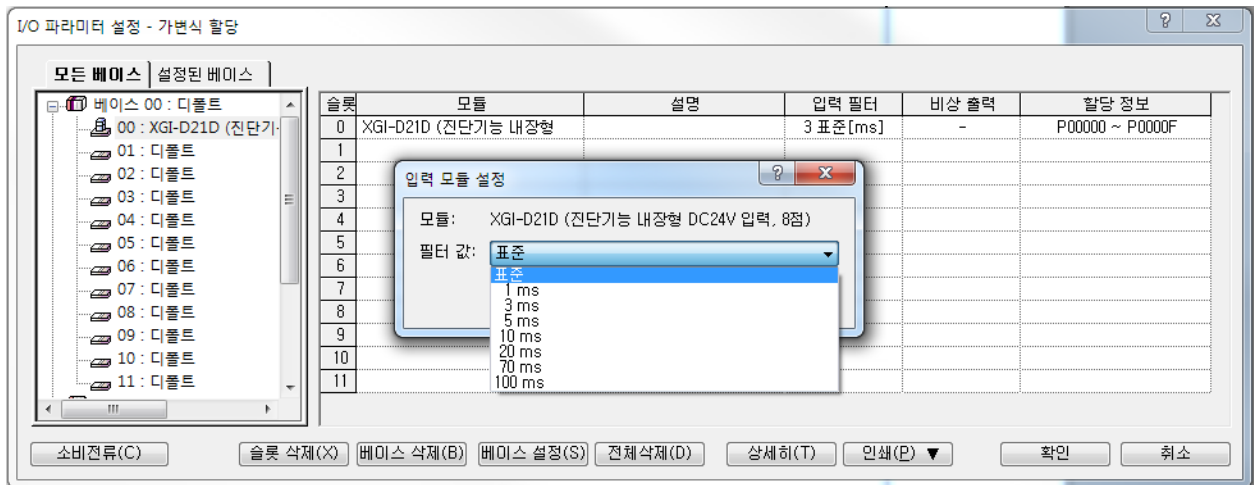 I/O 파라미터 설정 - 가변식 할당
모든 베이스 설정된 베이스
베이스 00 : 디폴트
00 : XGI-D21D (진단기
01 : 디폴트
02 : 디폴트
03 : 디폴트
04 : 디폴트
05 : 디폴트
06 : 디폴트
07 : 디폴트
08 : 디폴트
09 : 디폴트
10 : 디폴트
11 : 디폴트
슬롯 모듈 설명 입력 필터 비상 출력 할당 정보
0 XGI-D21D (진단기능 내장형 3 표준[ms] - P00000 ~ P0000F
1
2
3
4
5
6
7
8
9
10
11
입력 모듈 설정
모듈: XGI-D21D (진단기능 내장형 DC24V 입력, 8점)
필터 값: 표준
표준
1 ms
3 ms
5 ms
10 ms
20 ms
70 ms
100 ms
소비전류(C) 슬롯 삭제(X) 베이스 삭제(B) 베이스 설정(S) 전체삭제(D) 상세히(T) 인쇄(P) ▼ 확인 취소